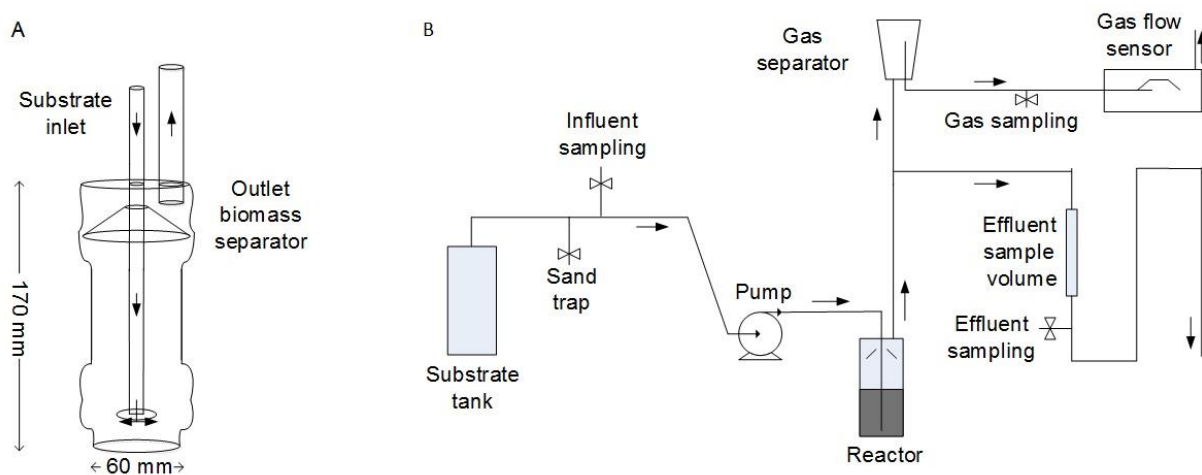 A
Substrate
inlet
Outlet
biomass
separator
170 mm
60 mm
B
Gas
separator
Gas flow
sensor
Gas sampling
Influent
sampling
Sand
trap
Substrate
tank
Pump
Reactor
Effluent
sample
volume
Effluent
sampling